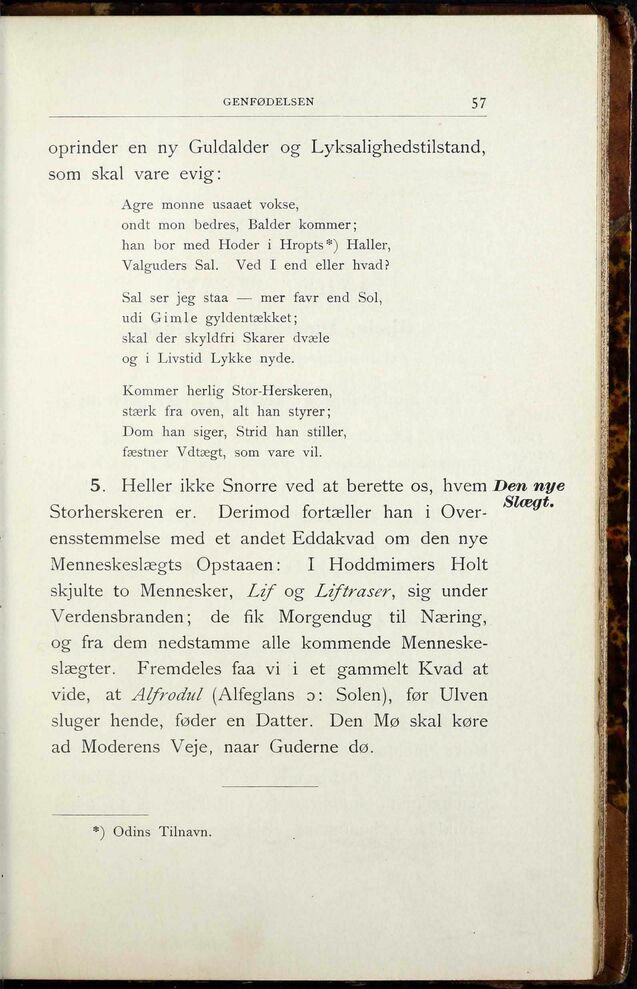 GENFØDELSEN 57
oprinder en ny Guldalder og Lyksalighedstilstand,
som skal vare evig:
Agre monne usaaet vokse,
ondt mon bedres, Balder kommer;
han bor med Hoder i Hropts*) Haller,
Valguders Sal. Ved I end eller hvad?
Sal ser jeg staa — mer favr end Sol,
udi Gimle gyldentækket;
skal der skyldfri Skarer dvæle
og i Livstid Lykke nyde.
Kommer herlig Stor-Herskeren,
stærk fra oven, alt han styrer;
Dom han siger, Strid han stiller,
fæstner Vdtægt, som vare vil.
5. Heller ikke Snorre ved at berette os, hvem
Storherskeren er. Derimod fortæller han i Over-
ensstemmelse med et andet Eddakvad om den nye
Menneskeslægts Opstaaen: I Hoddmimers Holt
skjulte to Mennesker, Lif og Liftraser, sig under
Verdensbranden; de fik Morgendug til Næring,
og fra dem nedstamme alle kommende Menneske-
slægter. Fremdeles faa vi i et gammelt Kvad at
vide, at Alfrodul (Alfeglans ɔ: Solen), før Ulven
sluger hende, føder en Datter. Den Mø skal køre
ad Moderens Veje, naar Guderne dø.
Den nye
Slægt.
*) Odins Tilnavn.